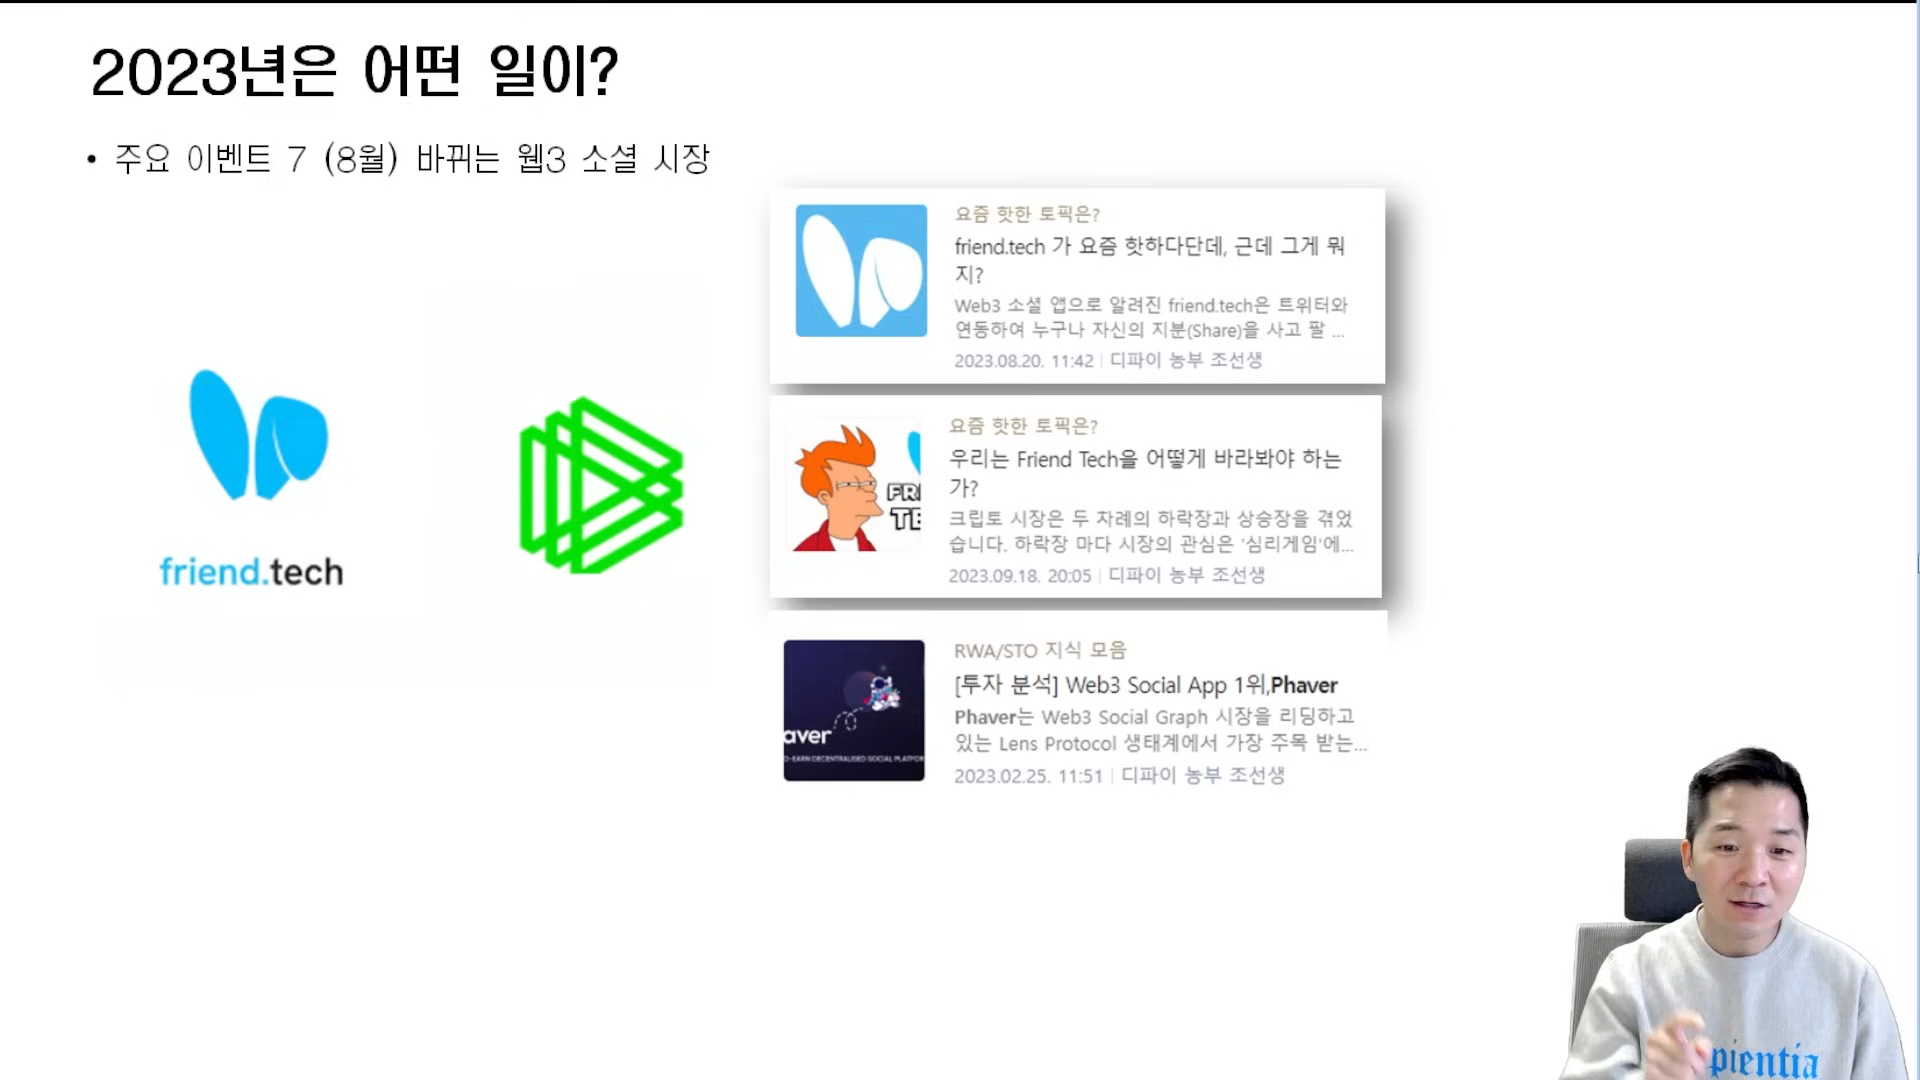 2023년은 어떤 일이?
• 주요 이벤트 7 (8월) 바뀌는 웹3 소셜 시장
friend.tech
요즘 핫한 토픽은?
friend.tech 가 요즘 핫하다단데, 근데 그게 뭐
지?
Web3 소셜 앱으로 알려진 friend.tech은 트위터와
연동하여 누구나 자신의 지분(Share)을 사고 팔 ...
2023.08.20. 11:42 | 디파이 농부 조선생
FRI
TE
요즘 핫한 토픽은?
우리는 Friend Tech을 어떻게 바라봐야 하는
가?
크립토 시장은 두 차례의 하락장과 상승장을 겪었
습니다. 하락장 마다 시장의 관심은 '심리게임'에...
2023.09.18. 20:05 | 디파이 농부 조선생
aver
O-EARN DECENTRALISED SOCIAL PLATFOR
RWA/STO 지식 모음
[투자 분석] Web3 Social App 1위,Phaver
Phaver는 Web3 Social Graph 시장을 리딩하고
있는 Lens Protocol 생태계에서 가장 주목 받는...
2023.02.25. 11:51 | 디파이 농부 조선생
pientia